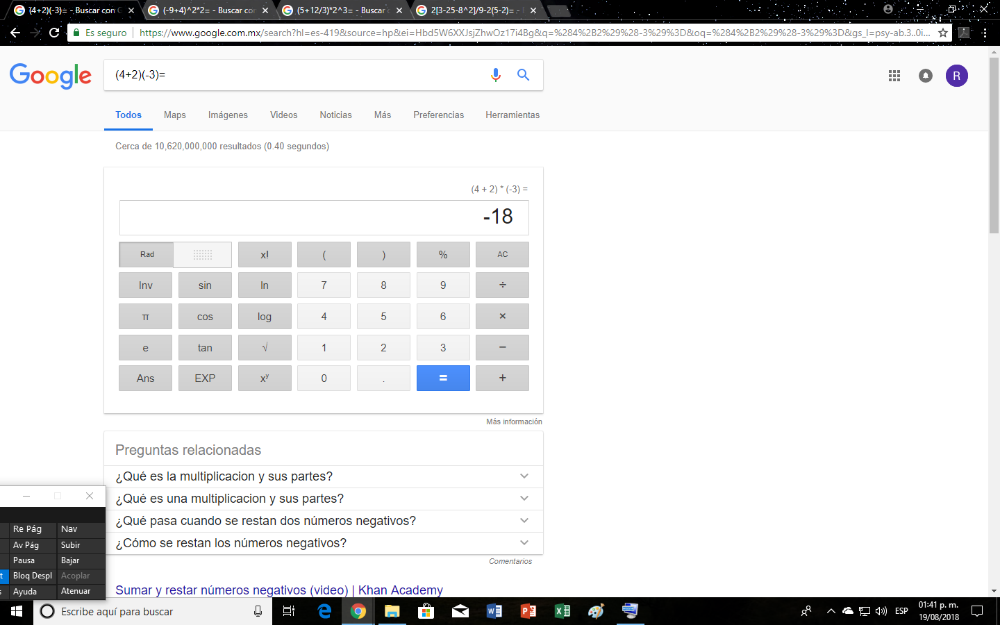 (4+2)(-3)= - Buscar con G
(-9+4)^2*2= - Buscar con
(5+12/3)*2^3= - Buscar c
2[3-25-8^2]/9-2(5-2)= -
Es seguro
https://www.google.com.mx/search?hl=es-419&source=hp&ei=Hbd5W6XXJsjZhwOz17i4Bg&q=%284%2B2%29%28-3%29%3D&oq=%284%2B2%29%28-3%29%3D&gs_l=psy-ab.3..0i...
Google
(4+2)(-3)=
R
Todos Maps Imágenes Videos Noticias Más Preferencias Herramientas
Cerca de 10,620,000,000 resultados (0.40 segundos)
(4 + 2) * (-3) =
-18
Rad x! ( ) % AC
Inv sin ln 7 8 9 ÷
π cos log 4 5 6 ×
e tan √ 1 2 3 −
Ans EXP xʸ 0 . = +
Más información
Preguntas relacionadas
¿Qué es la multiplicacion y sus partes?
¿Qué es una multiplicacion y sus partes?
¿Qué pasa cuando se restan dos números negativos?
¿Cómo se restan los números negativos?
Comentarios
Sumar y restar números negativos (video) | Khan Academy
Re Pág Nav
Av Pág Subir
Pausa Bajar
t Bloq Despl Acoplar
s Ayuda Atenuar
Escribe aquí para buscar
ESP
01:41 p. m.
19/08/2018